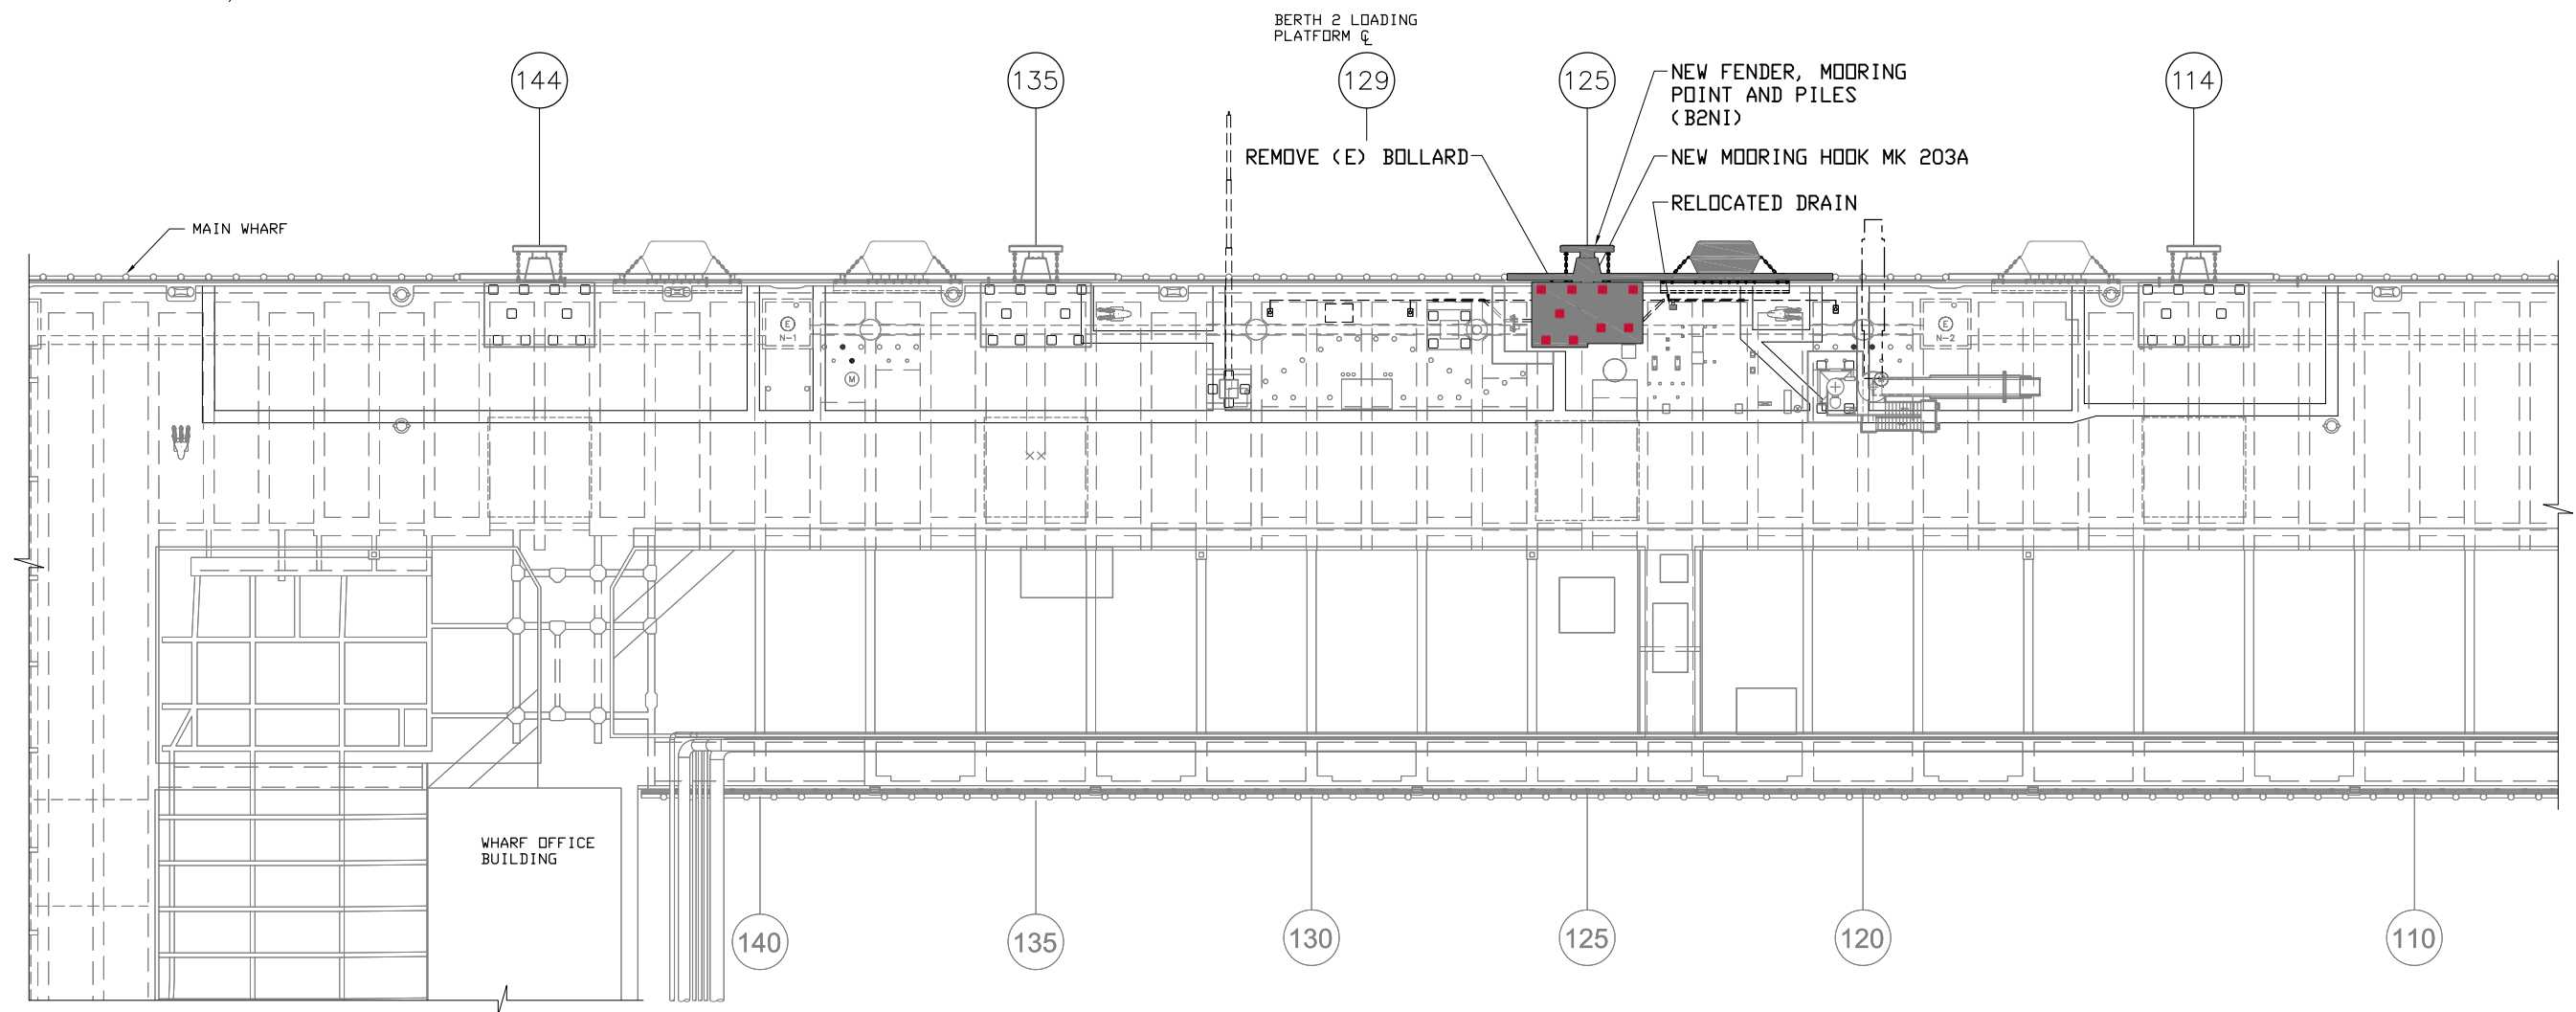 BERTH 2 LOADING
PLATFORM ℄
144
135
129
125
114
NEW FENDER, MOORING
POINT AND PILES
(B2NI)
REMOVE (E) BOLLARD
NEW MOORING HOOK MK 203A
RELOCATED DRAIN
MAIN WHARF
E
N-1
M
E
N-2
WHARF OFFICE
BUILDING
140
135
130
125
120
110